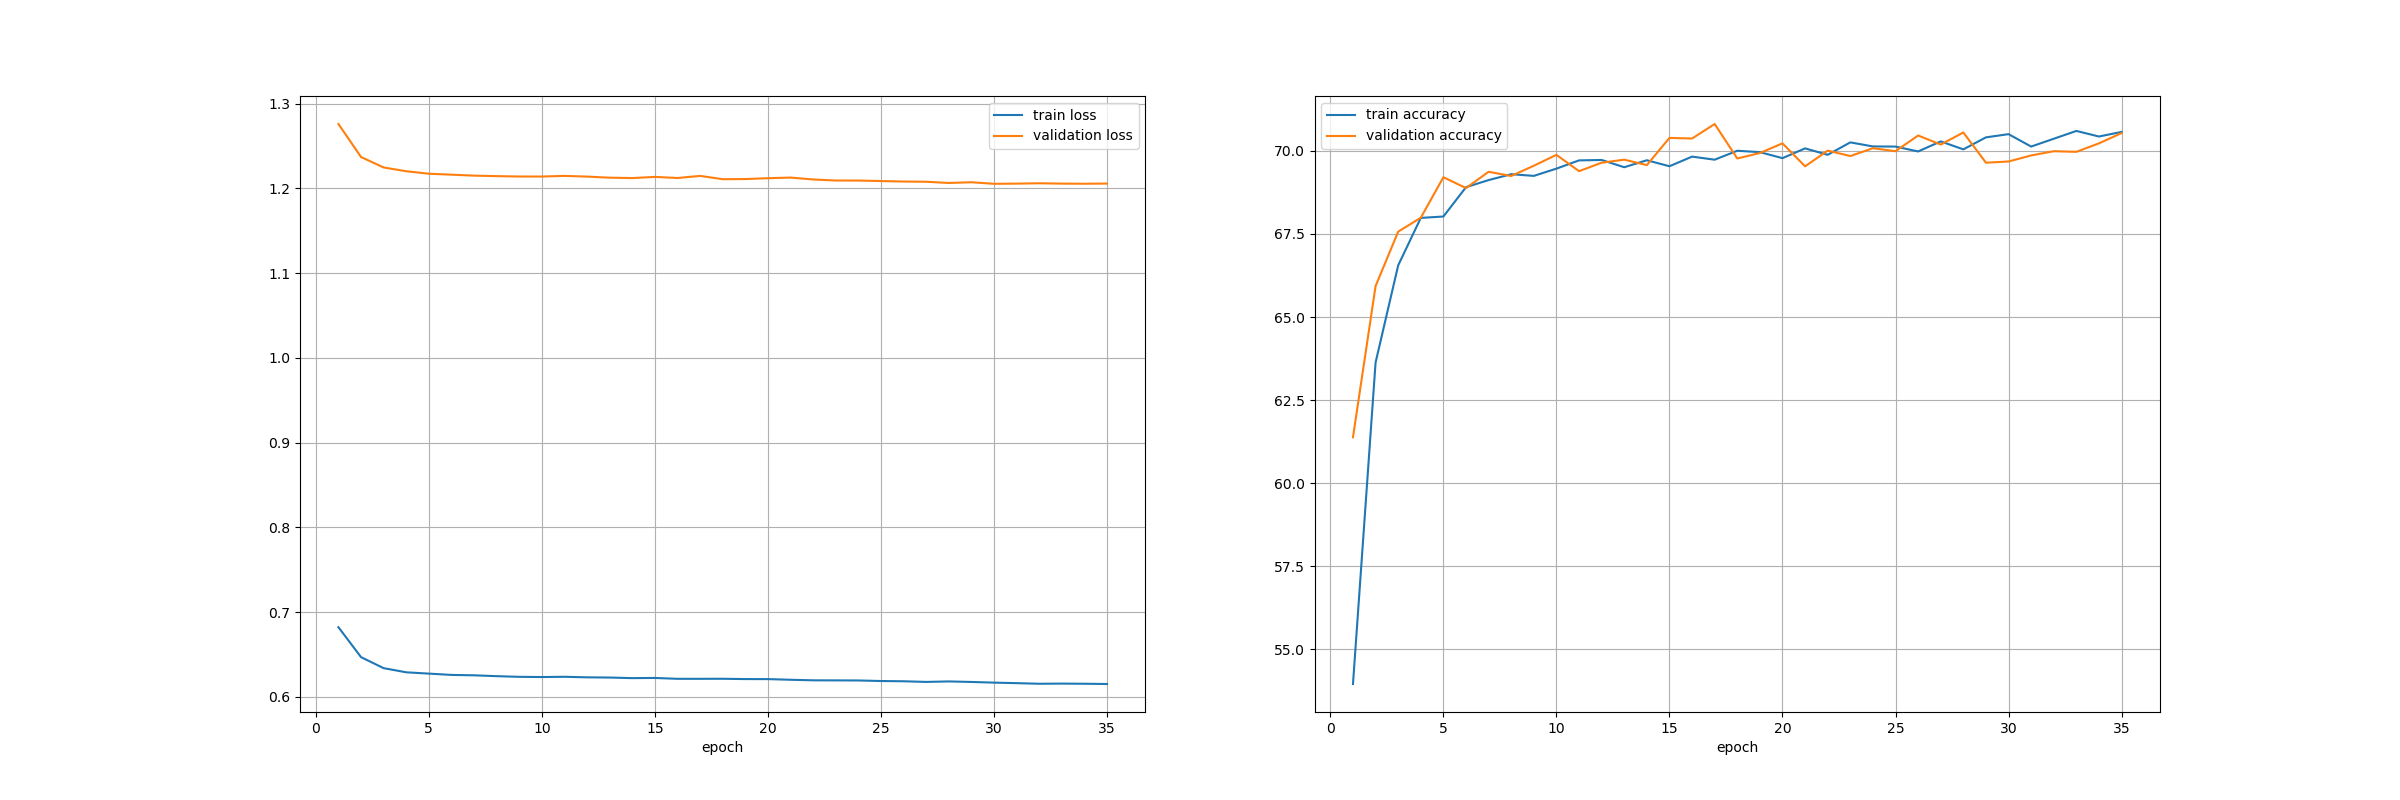 1.3
1.2
1.1
1.0
0.9
0.8
0.7
0.6
0 5 10 15 20 25 30 35
epoch
train loss
validation loss
70.0
67.5
65.0
62.5
60.0
57.5
55.0
0 5 10 15 20 25 30 35
epoch
train accuracy
validation accuracy